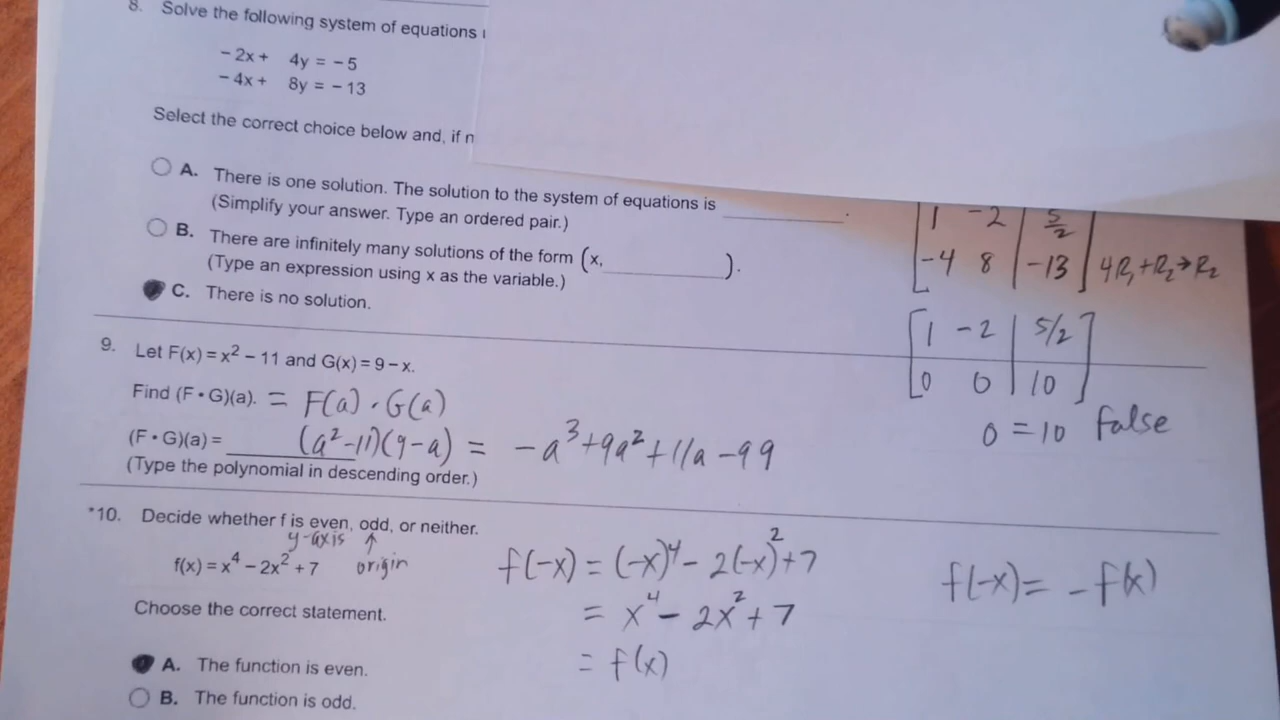 8. Solve the following system of equations
- 2x + 4y = - 5
- 4x + 8y = - 13
Select the correct choice below and, if
A. There is one solution. The solution to the system of equations is ________.
(Simplify your answer. Type an ordered pair.)
B. There are infinitely many solutions of the form (x, ________).
(Type an expression using x as the variable.)
C. There is no solution.
1 -2 | 5/2
-4 8 | -13 4R₁+R₂→R₂
1 -2 | 5/2
0 0 | 10
0 = 10 False
9. Let F(x) = x² - 11 and G(x) = 9 - x.
Find (F • G)(a). = F(a) · G(a)
(F • G)(a) = (a²-11)(9-a) = -a³+9a²+11a-99
(Type the polynomial in descending order.)
*10. Decide whether f is even, odd, or neither.
y-axis ↑
origin
f(x) = x⁴ - 2x² + 7
f(-x) = (-x)⁴ - 2(-x)² + 7
= x⁴ - 2x² + 7
= f(x)
f(-x) = -f(x)
Choose the correct statement.
A. The function is even.
B. The function is odd.